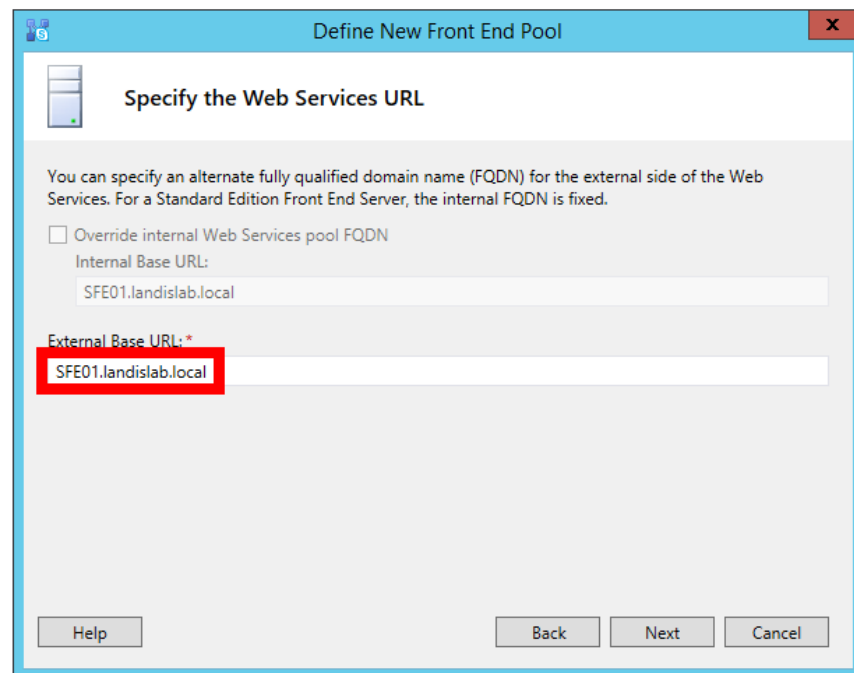 Define New Front End Pool
x
Specify the Web Services URL
You can specify an alternate fully qualified domain name (FQDN) for the external side of the Web
Services. For a Standard Edition Front End Server, the internal FQDN is fixed.
Override internal Web Services pool FQDN
Internal Base URL:
SFE01.landislab.local
External Base URL: *
SFE01.landislab.local
Help
Back
Next
Cancel